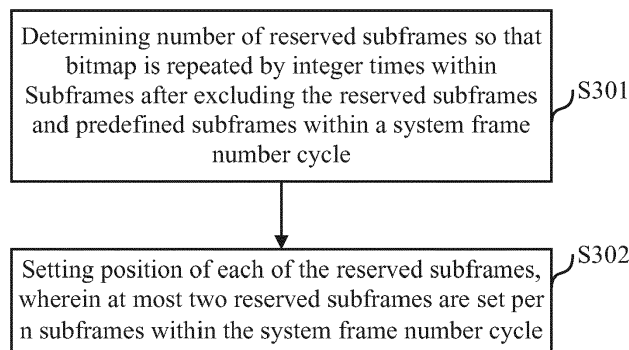 Determining number of reserved subframes so that
bitmap is repeated by integer times within
Subframes after excluding the reserved subframes
and predefined subframes within a system frame
number cycle
S301
Setting position of each of the reserved subframes,
wherein at most two reserved subframes are set per
n subframes within the system frame number cycle
S302